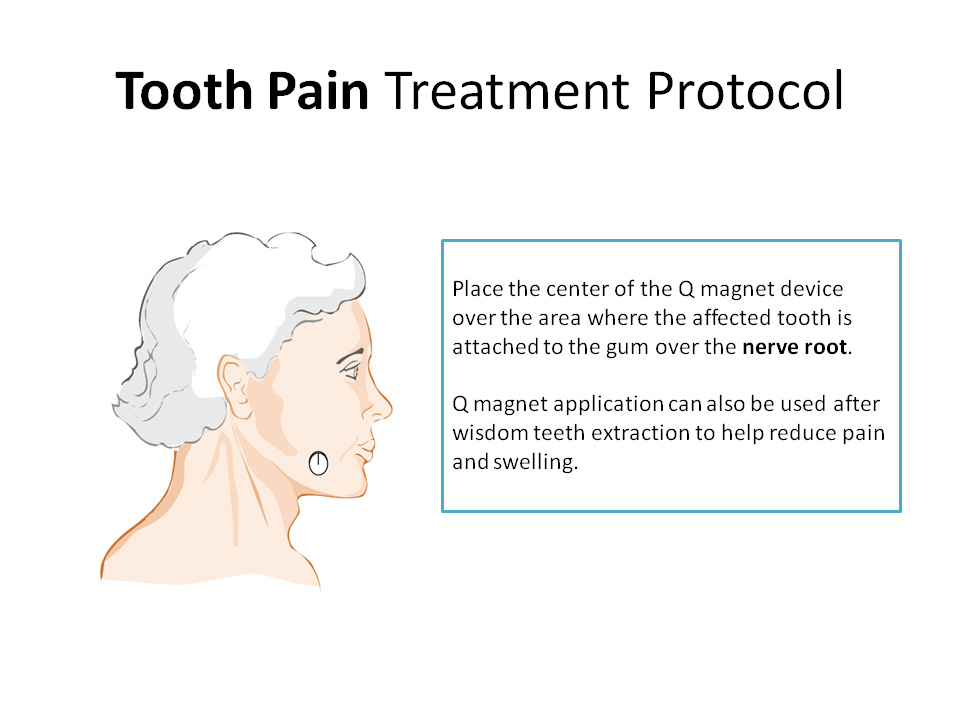 Tooth Pain Treatment Protocol
Place the center of the Q magnet device
over the area where the affected tooth is
attached to the gum over the nerve root.
Q magnet application can also be used after
wisdom teeth extraction to help reduce pain
and swelling.